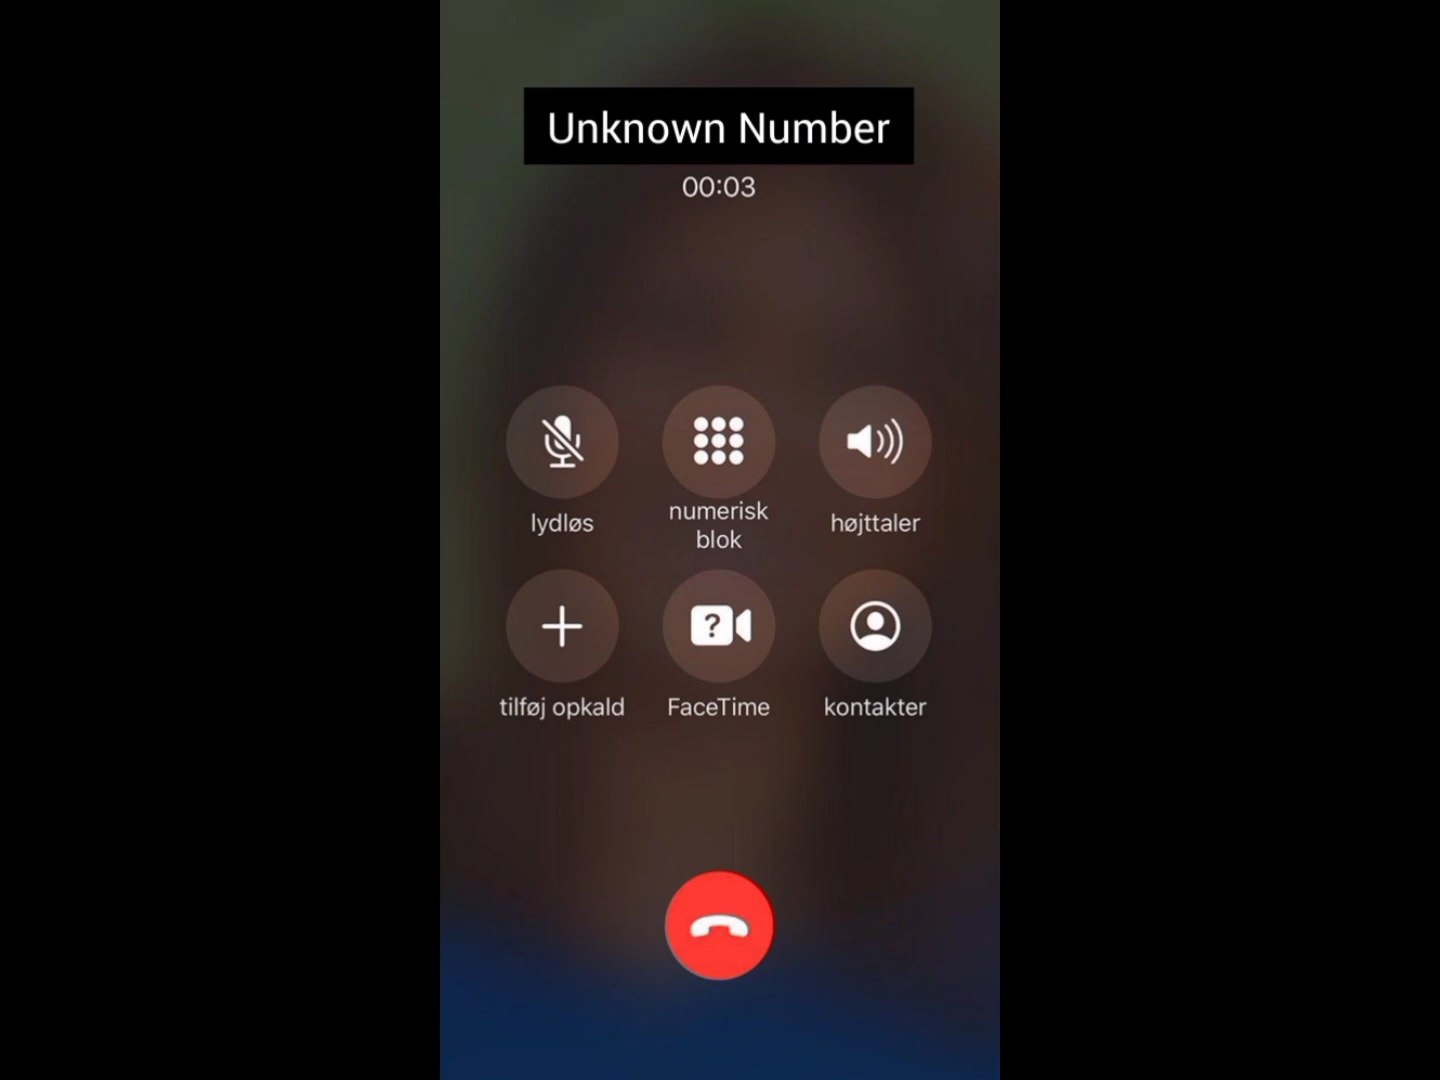 Unknown Number
00:03
lydløs
numerisk
blok
højttaler
?
tilføj opkald
FaceTime
kontakter